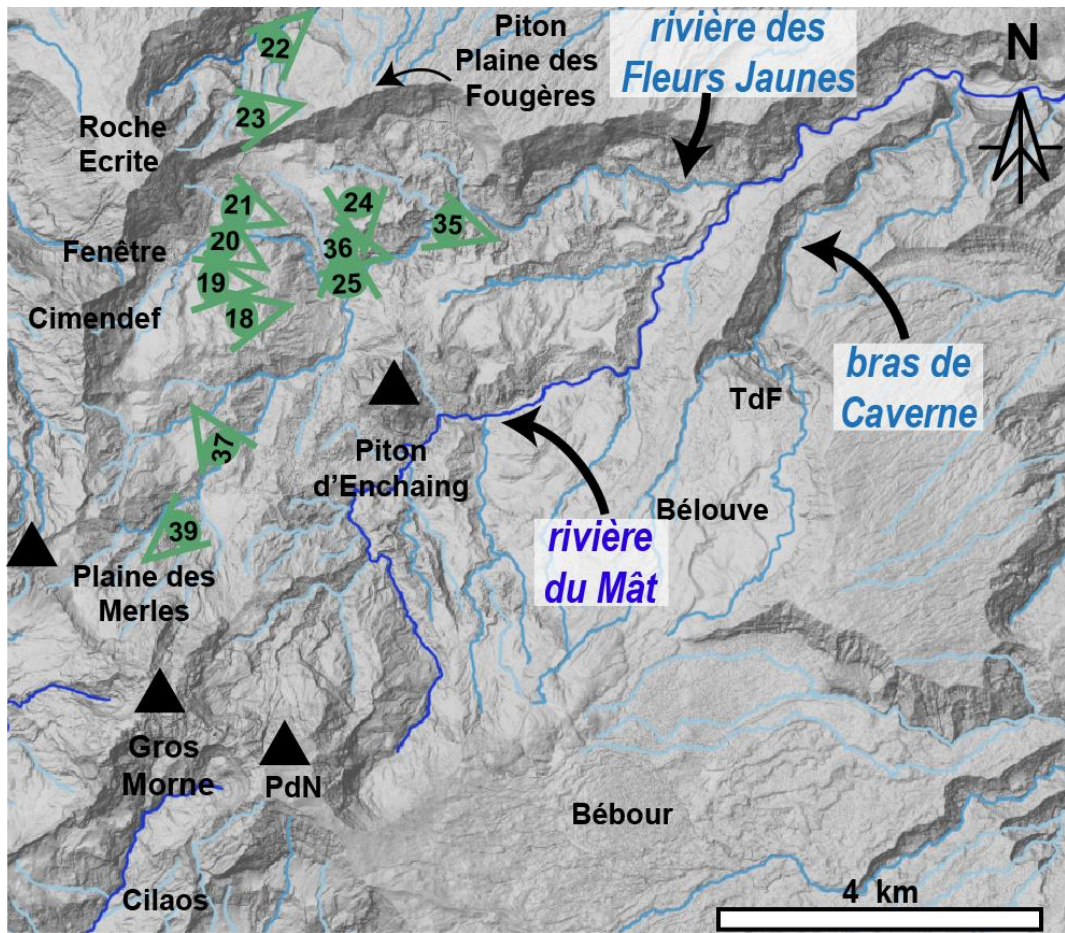 22
Piton
Plaine des
Fougères
rivière des
Fleurs Jaunes
N
23
Roche
Ecrite
21
24
35
20
36
Fenêtre
19
25
18
Cimendef
bras de
Caverne
TdF
37
Piton
d'Enchaing
Bélouve
rivière
du Mât
39
Plaine des
Merles
Gros
Morne
PdN
Bébour
Cilaos
4 km